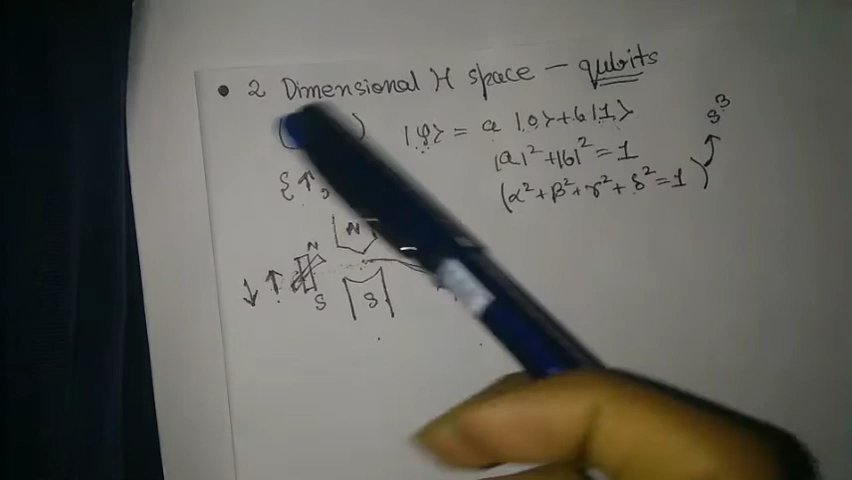 • 2 Dimensional H space – qubits
|φ⟩ = a |0⟩+b|1⟩
|a|² + |b|² = 1
(α² + β² + γ² + δ² = 1)
S³
{↑,
N
N
↓ ↑
S
S